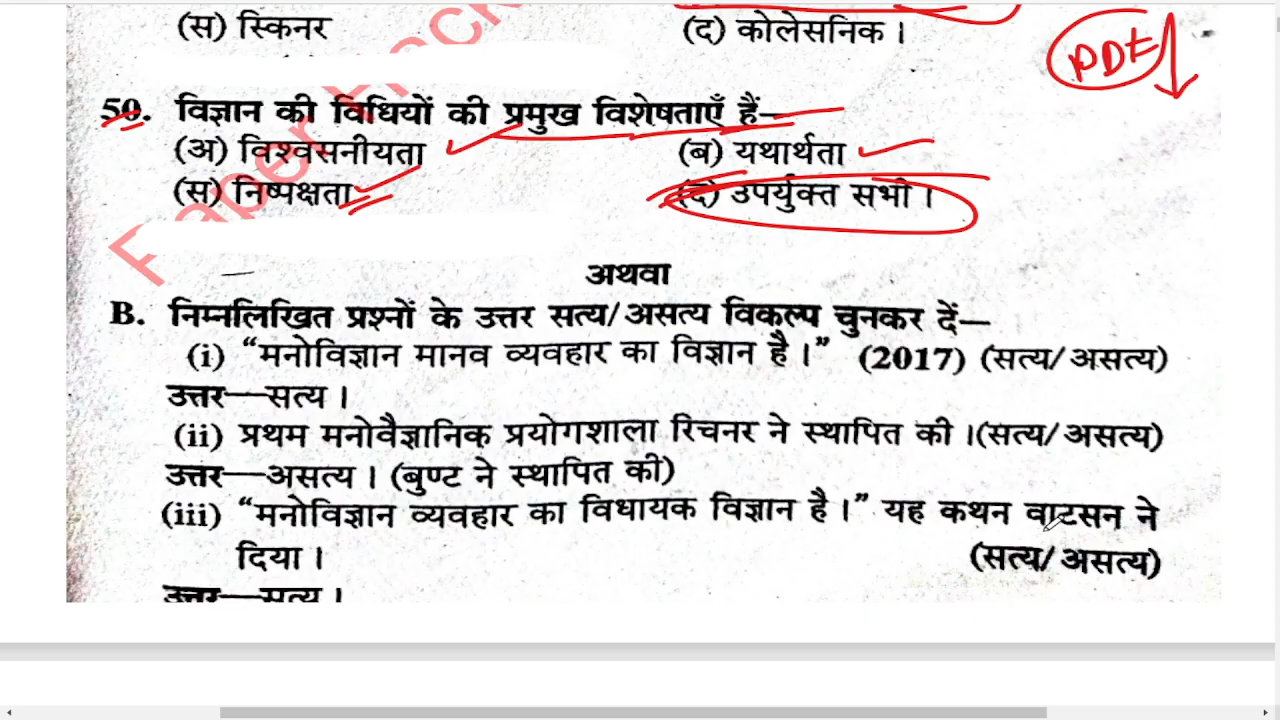 (स) स्किनर (द) कोलेसनिक।
PDF
50. विज्ञान की विधियों की प्रमुख विशेषताएँ हैं—
(अ) विश्वसनीयता (ब) यथार्थता
(स) निष्पक्षता (द) उपर्युक्त सभी।
अथवा
B. निम्नलिखित प्रश्नों के उत्तर सत्य/असत्य विकल्प चुनकर दें—
(i) “मनोविज्ञान मानव व्यवहार का विज्ञान है।” (2017) (सत्य/असत्य)
उत्तर—सत्य।
(ii) प्रथम मनोवैज्ञानिक प्रयोगशाला रिचनर ने स्थापित की।(सत्य/असत्य)
उत्तर—असत्य। (बुण्ट ने स्थापित की)
(iii) “मनोविज्ञान व्यवहार का विधायक विज्ञान है।” यह कथन वाटसन ने
दिया। (सत्य/असत्य)
उत्तर—सत्य।